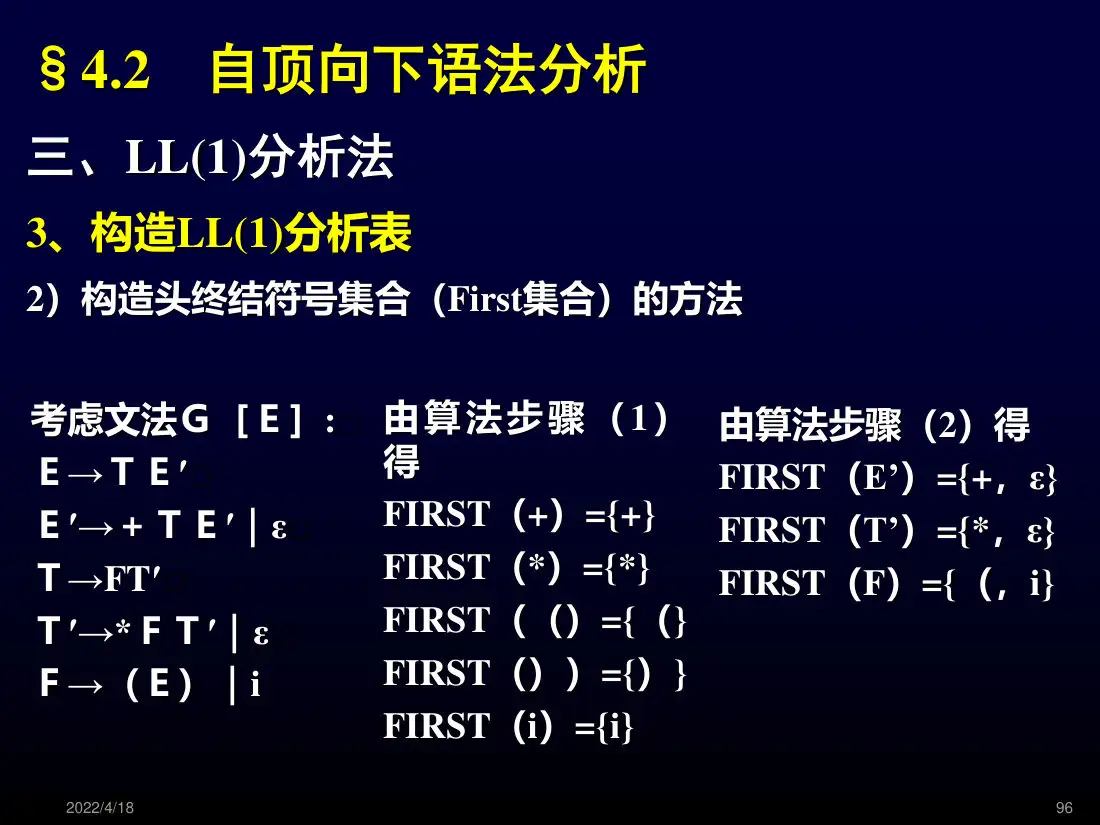 §4.2 自顶向下语法分析
三、LL(1)分析法
3、构造LL(1)分析表
2）构造头终结符号集合（First集合）的方法
考虑文法Ｇ［Ｅ］:
Ｅ→ＴＥ′
Ｅ′→＋ＴＥ′｜ε
Ｔ→FT′
Ｔ′→*ＦＴ′｜ε
Ｆ→（Ｅ）｜i
由算法步骤（1）
得
FIRST（+）={+}
FIRST（*）={*}
FIRST（（）={（}
FIRST（））={）}
FIRST（i）={i}
由算法步骤（2）得
FIRST（E’）={+，ε}
FIRST（T’）={*，ε}
FIRST（F）={（，i}
2022/4/18
96